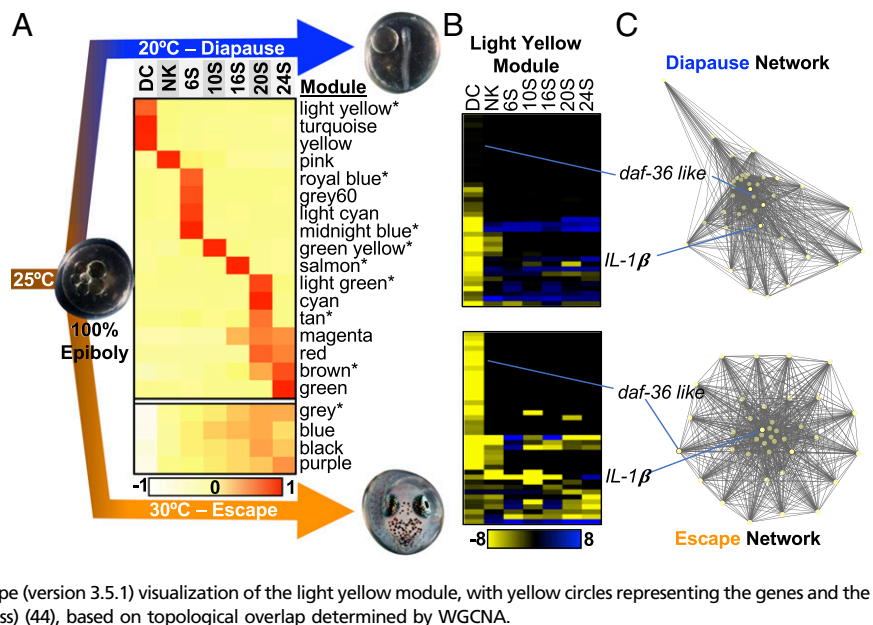 A
B
C
20ºC – Diapause
DC NK 6S 10S 16S 20S 24S
Module
light yellow*
turquoise
yellow
pink
royal blue*
grey60
light cyan
midnight blue*
green yellow*
salmon*
light green*
cyan
tan*
magenta
red
brown*
green
grey*
blue
black
purple
25ºC
100%
Epiboly
-1 0 1
30ºC – Escape
Light Yellow
Module
DC NK 6S 10S 16S 20S 24S
-8 8
Diapause Network
daf-36 like
IL-1β
daf-36 like
IL-1β
Escape Network
pe (version 3.5.1) visualization of the light yellow module, with yellow circles representing the genes and the
ss) (44), based on topological overlap determined by WGCNA.